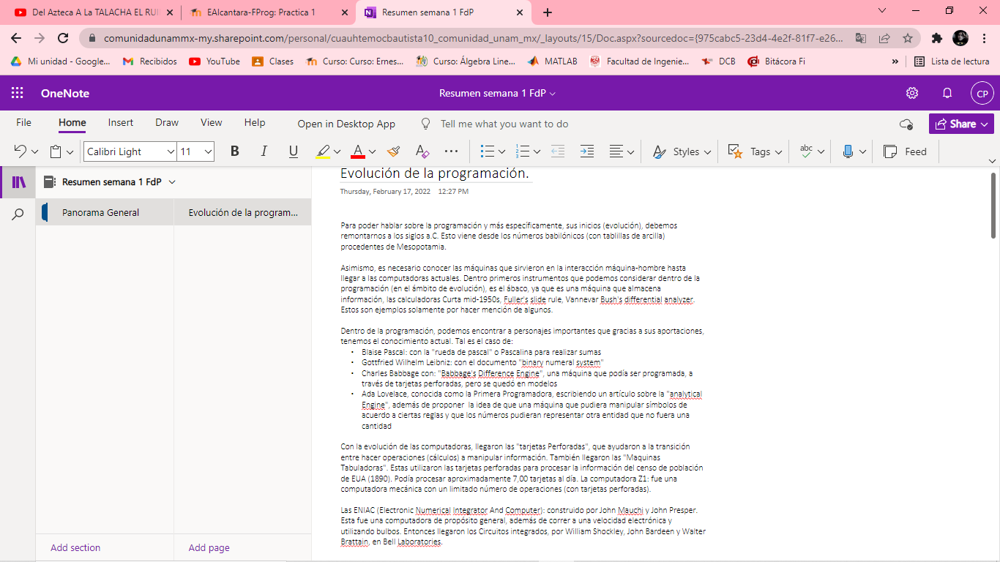 Del Azteca A La TALACHA EL RUI
EAlcantara-FProg: Practica 1
Resumen semana 1 FdP
comunidadunammx-my.sharepoint.com/personal/cuauhtemocbautista10_comunidad_unam_mx/_layouts/15/Doc.aspx?sourcedoc={975cabc5-23d4-4e2f-81f7-e26...
Mi unidad - Google...
Recibidos
YouTube
Clases
Curso: Curso: Ernes...
Curso: Álgebra Line...
MATLAB
Facultad de Ingenie...
DCB
Bitácora Fi
»
Lista de lectura
OneNote
Resumen semana 1 FdP
CP
File
Home
Insert
Draw
View
Help
Open in Desktop App
Tell me what you want to do
Share
Calibri Light
11
B
I
U
A
Styles
Tags
abc
Feed
Resumen semana 1 FdP
Panorama General
Evolución de la program...
Add section
Add page
Evolución de la programación.
Thursday, February 17, 2022 12:27 PM
Para poder hablar sobre la programación y más específicamente, sus inicios (evolución), debemos
remontarnos a los siglos a.C. Esto viene desde los números babilónicos (con tablillas de arcilla)
procedentes de Mesopotamia.
Asimismo, es necesario conocer las máquinas que sirvieron en la interacción máquina-hombre hasta
llegar a las computadoras actuales. Dentro primeros instrumentos que podemos considerar dentro de la
programación (en el ámbito de evolución), es el ábaco, ya que es una máquina que almacena
información, las calculadoras Curta mid-1950s, Fuller's slide rule, Vannevar Bush's differential analyzer.
Estos son ejemplos solamente por hacer mención de algunos.
Dentro de la programación, podemos encontrar a personajes importantes que gracias a sus aportaciones,
tenemos el conocimiento actual. Tal es el caso de:
• Blaise Pascal: con la "rueda de pascal" o Pascalina para realizar sumas
• Gottfried Wilhelm Leibniz: con el documento "binary numeral system"
• Charles Babbage con: "Babbage's Difference Engine", una máquina que podía ser programada, a
través de tarjetas perforadas, pero se quedó en modelos
• Ada Lovelace, conocida como la Primera Programadora, escribiendo un artículo sobre la "analytical
Engine", además de proponer la idea de que una máquina que pudiera manipular símbolos de
acuerdo a ciertas reglas y que los números pudieran representar otra entidad que no fuera una
cantidad
Con la evolución de las computadoras, llegaron las "tarjetas Perforadas", que ayudaron a la transición
entre hacer operaciones (cálculos) a manipular información. También llegaron las "Maquinas
Tabuladoras". Estas utilizaron las tarjetas perforadas para procesar la información del censo de población
de EUA (1890). Podía procesar aproximadamente 7,00 tarjetas al día. La computadora Z1: fue una
computadora mecánica con un limitado número de operaciones (con tarjetas perforadas).
Las ENIAC (Electronic Numerical Integrator And Computer): construido por John Mauchi y John Presper.
Esta fue una computadora de propósito general, además de correr a una velocidad electrónica y
utilizando bulbos. Entonces llegaron los Circuitos integrados, por William Shockley, John Bardeen y Walter
Brattain, en Bell Laboratories.